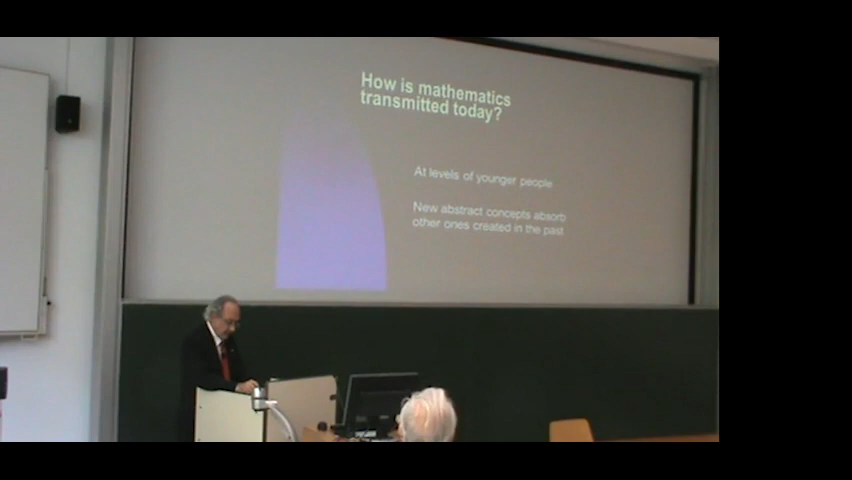 How is mathematics
transmitted today?
At levels of younger people
New abstract concepts absorb
other ones created in the past